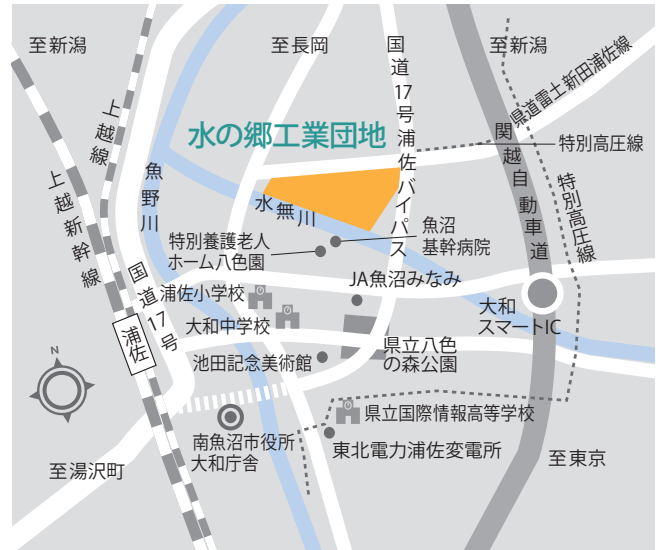 至新潟
至長岡
国道17号浦佐バイパス
至新潟
県道雷土新田浦佐線
上越線
水の郷工業団地
特別高圧線
関越自動車道
上越新幹線
魚野川
特別高圧線
水無川
魚沼
基幹病院
特別養護老人
ホーム八色園
国道17号
JA魚沼みなみ
浦佐小学校
大和
スマートIC
大和中学校
浦佐
県立八色
の森公園
池田記念美術館
N
県立国際情報高等学校
南魚沼市役所
大和庁舎
東北電力浦佐変電所
至湯沢町
至東京